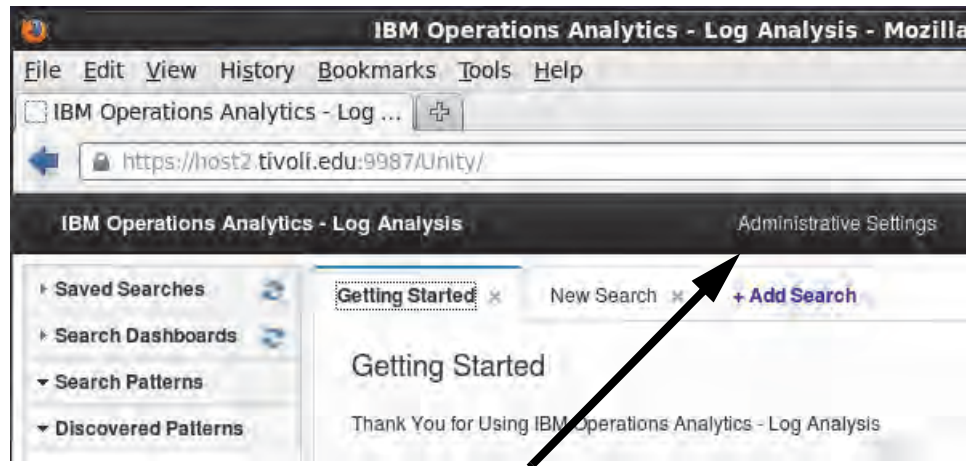 IBM Operations Analytics - Log Analysis - Mozilla
File Edit View History Bookmarks Tools Help
IBM Operations Analytics - Log ...
https://host2.tivoli.edu:9987/Unity/
IBM Operations Analytics - Log Analysis Administrative Settings
Saved Searches
Getting Started New Search + Add Search
Search Dashboards
Getting Started
Search Patterns
Discovered Patterns
Thank You for Using IBM Operations Analytics - Log Analysis